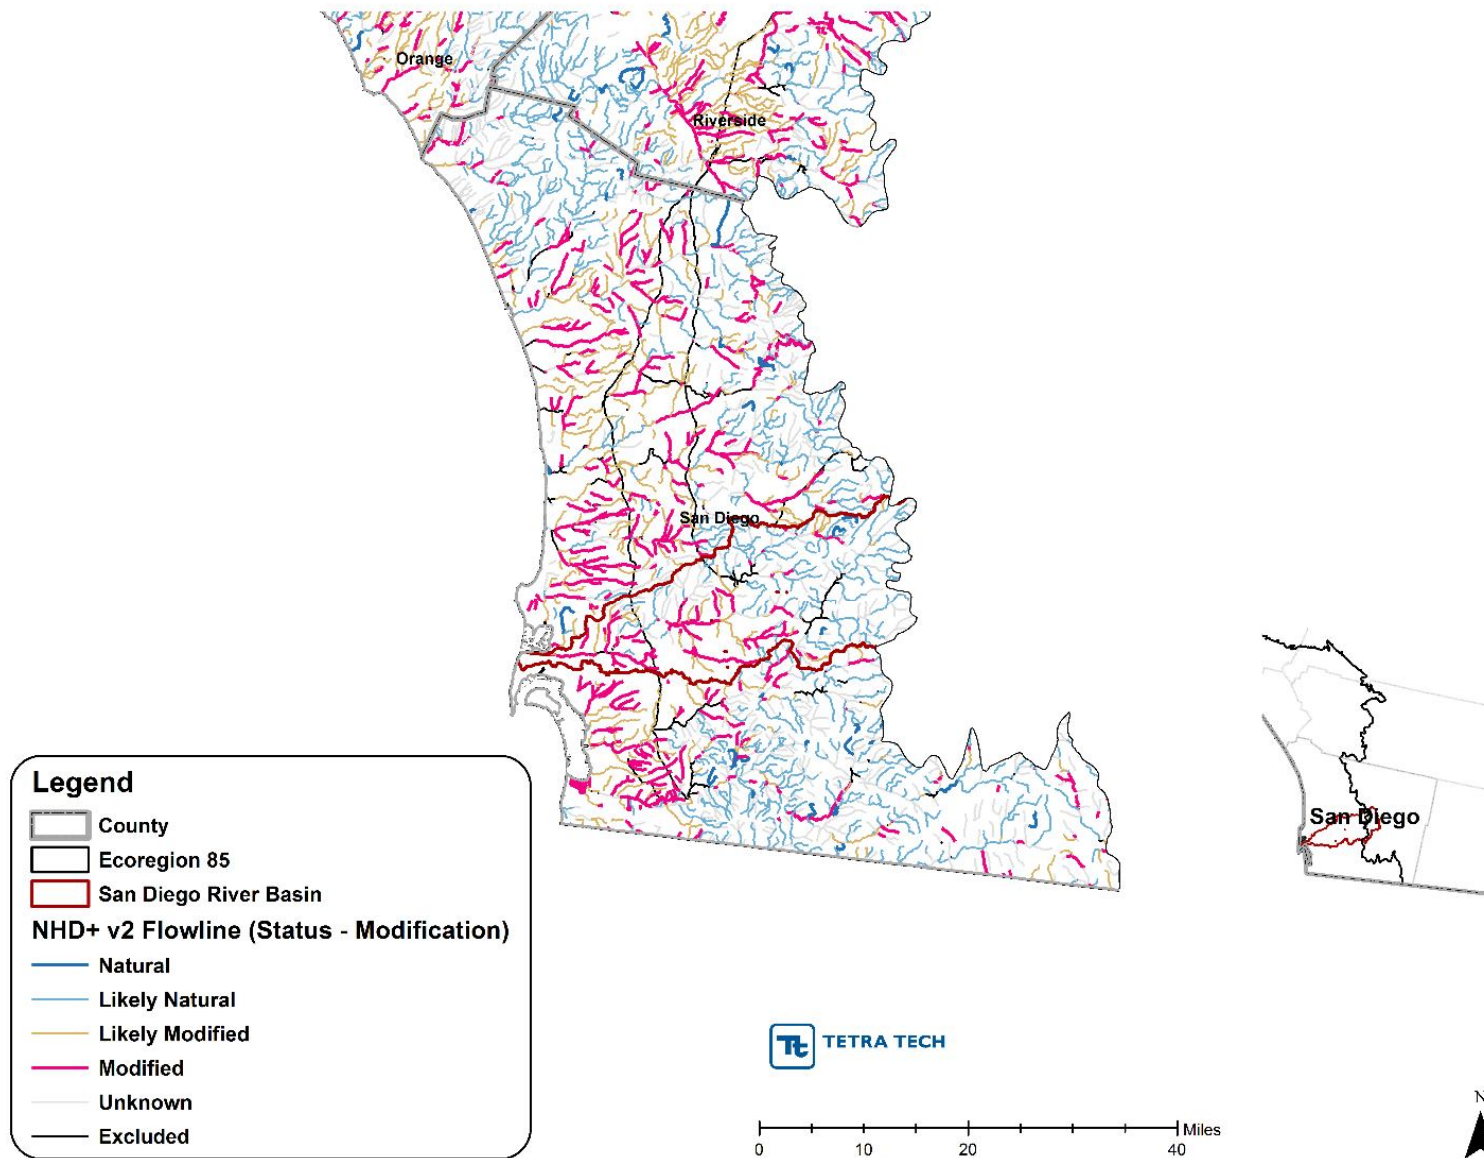 Orange
Riverside
San Diego
San Diego
Legend
County
Ecoregion 85
San Diego River Basin
NHD+ v2 Flowline (Status - Modification)
Natural
Likely Natural
Likely Modified
Modified
Unknown
Excluded
Tt TETRA TECH
Miles
0 10 20 40
N